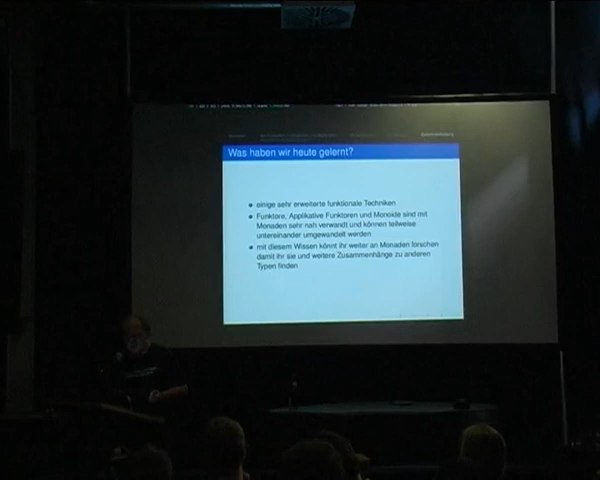 Was haben wir heute gelernt?
einige sehr erweiterte funktionale Techniken
Funktore, Applikative Funktoren und Monoide sind mit
Monaden sehr nah verwandt und können teilweise
untereinander umgewandelt werden
mit diesem Wissen könnt ihr weiter an Monaden forschen
damit ihr sie und weitere Zusammenhänge zu anderen
Typen finden